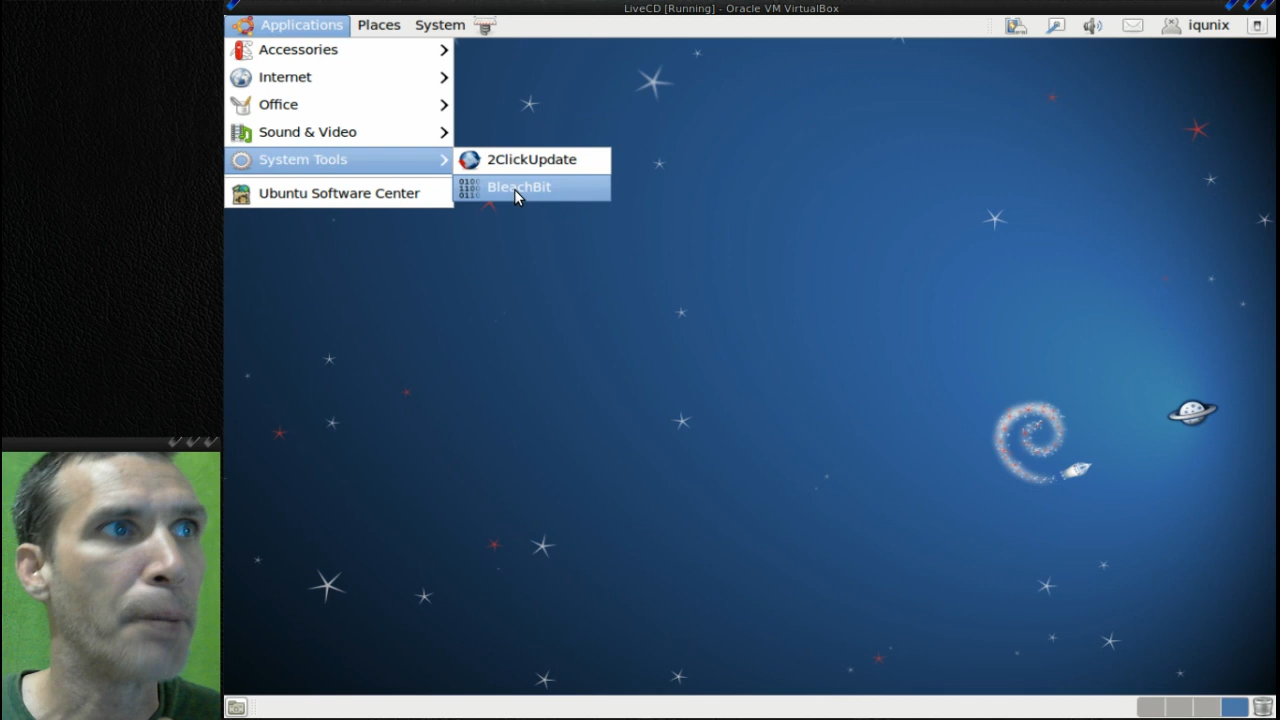 LiveCD [Running] - Oracle VM VirtualBox
Applications Places System iqunix
Accessories
Internet
Office
Sound & Video
System Tools
2ClickUpdate
BleachBit
Ubuntu Software Center